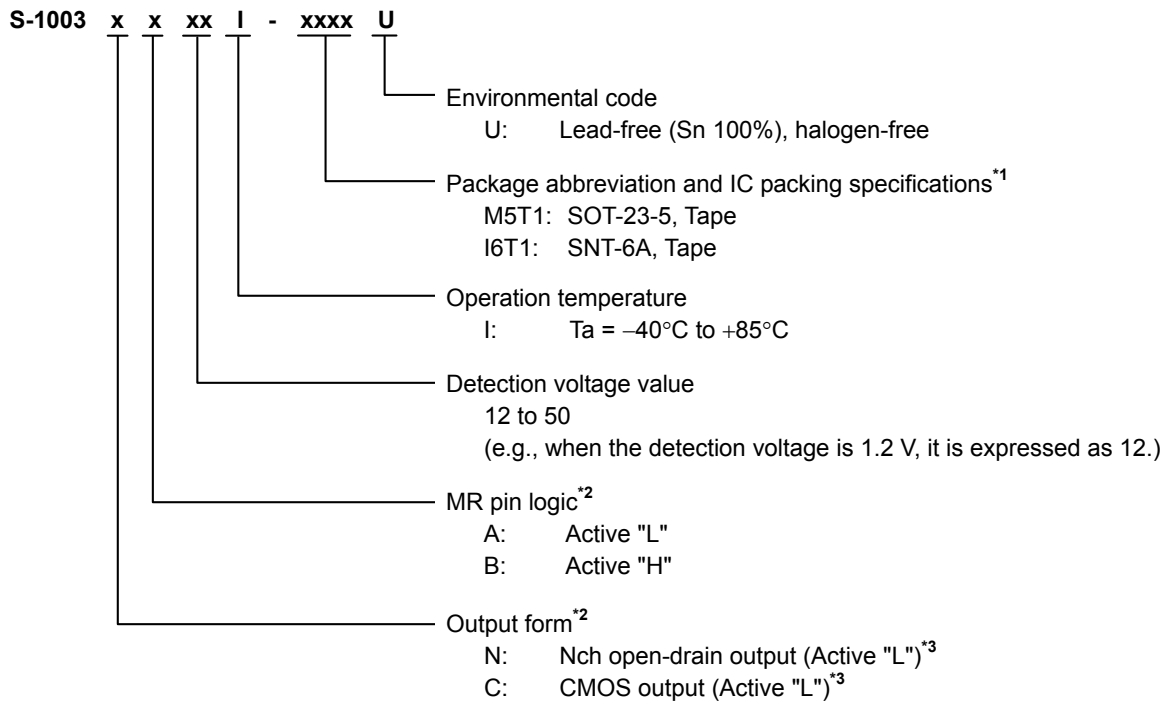 S-1003 x x xx I - xxxx U
Environmental code
U: Lead-free (Sn 100%), halogen-free
Package abbreviation and IC packing specifications*1
M5T1: SOT-23-5, Tape
I6T1: SNT-6A, Tape
Operation temperature
I: Ta = −40°C to +85°C
Detection voltage value
12 to 50
(e.g., when the detection voltage is 1.2 V, it is expressed as 12.)
MR pin logic*2
A: Active "L"
B: Active "H"
Output form*2
N: Nch open-drain output (Active "L")*3
C: CMOS output (Active "L")*3